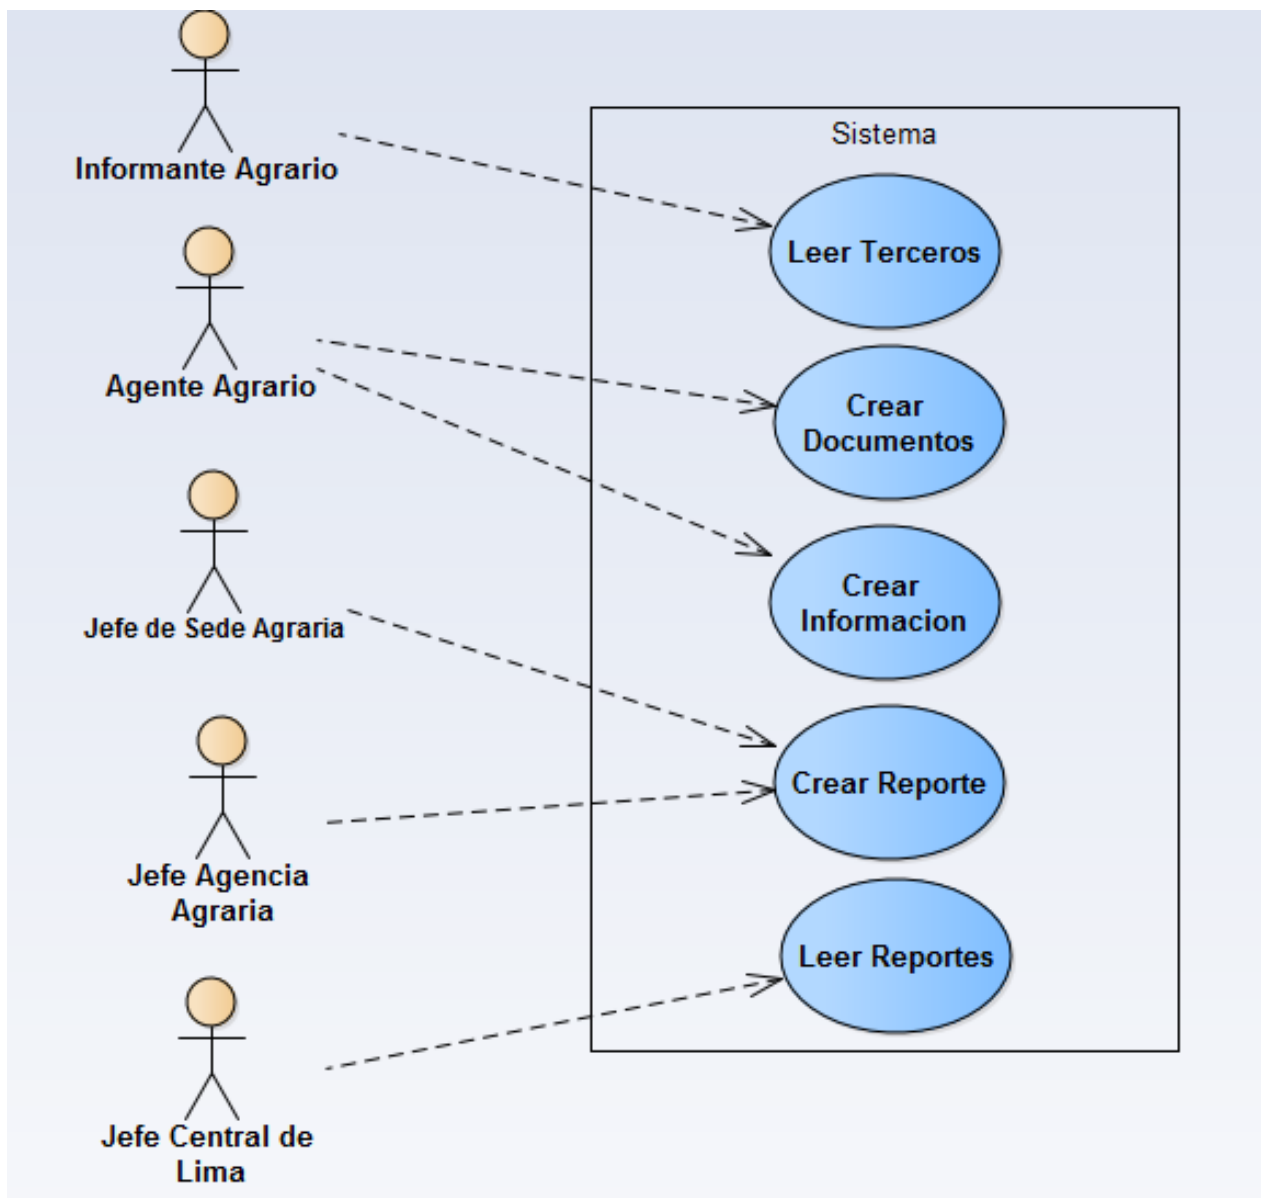 Informante Agrario
Sistema
Leer Terceros
Agente Agrario
Crear
Documentos
Crear
Informacion
Jefe de Sede Agraria
Crear Reporte
Jefe Agencia
Agraria
Leer Reportes
Jefe Central de
Lima